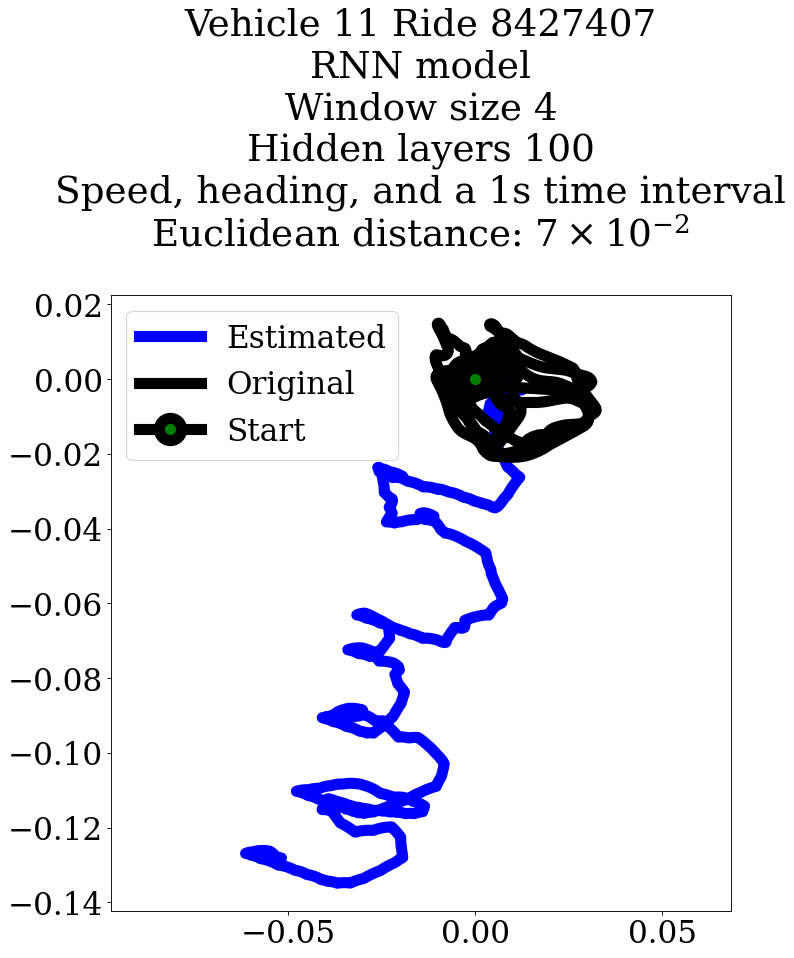 Vehicle 11 Ride 8427407
RNN model
Window size 4
Hidden layers 100
Speed, heading, and a 1s time interval
Euclidean distance: 7 × 10⁻²
Estimated
Original
Start
0.02
0.00
−0.02
−0.04
−0.06
−0.08
−0.10
−0.12
−0.14
−0.05
0.00
0.05